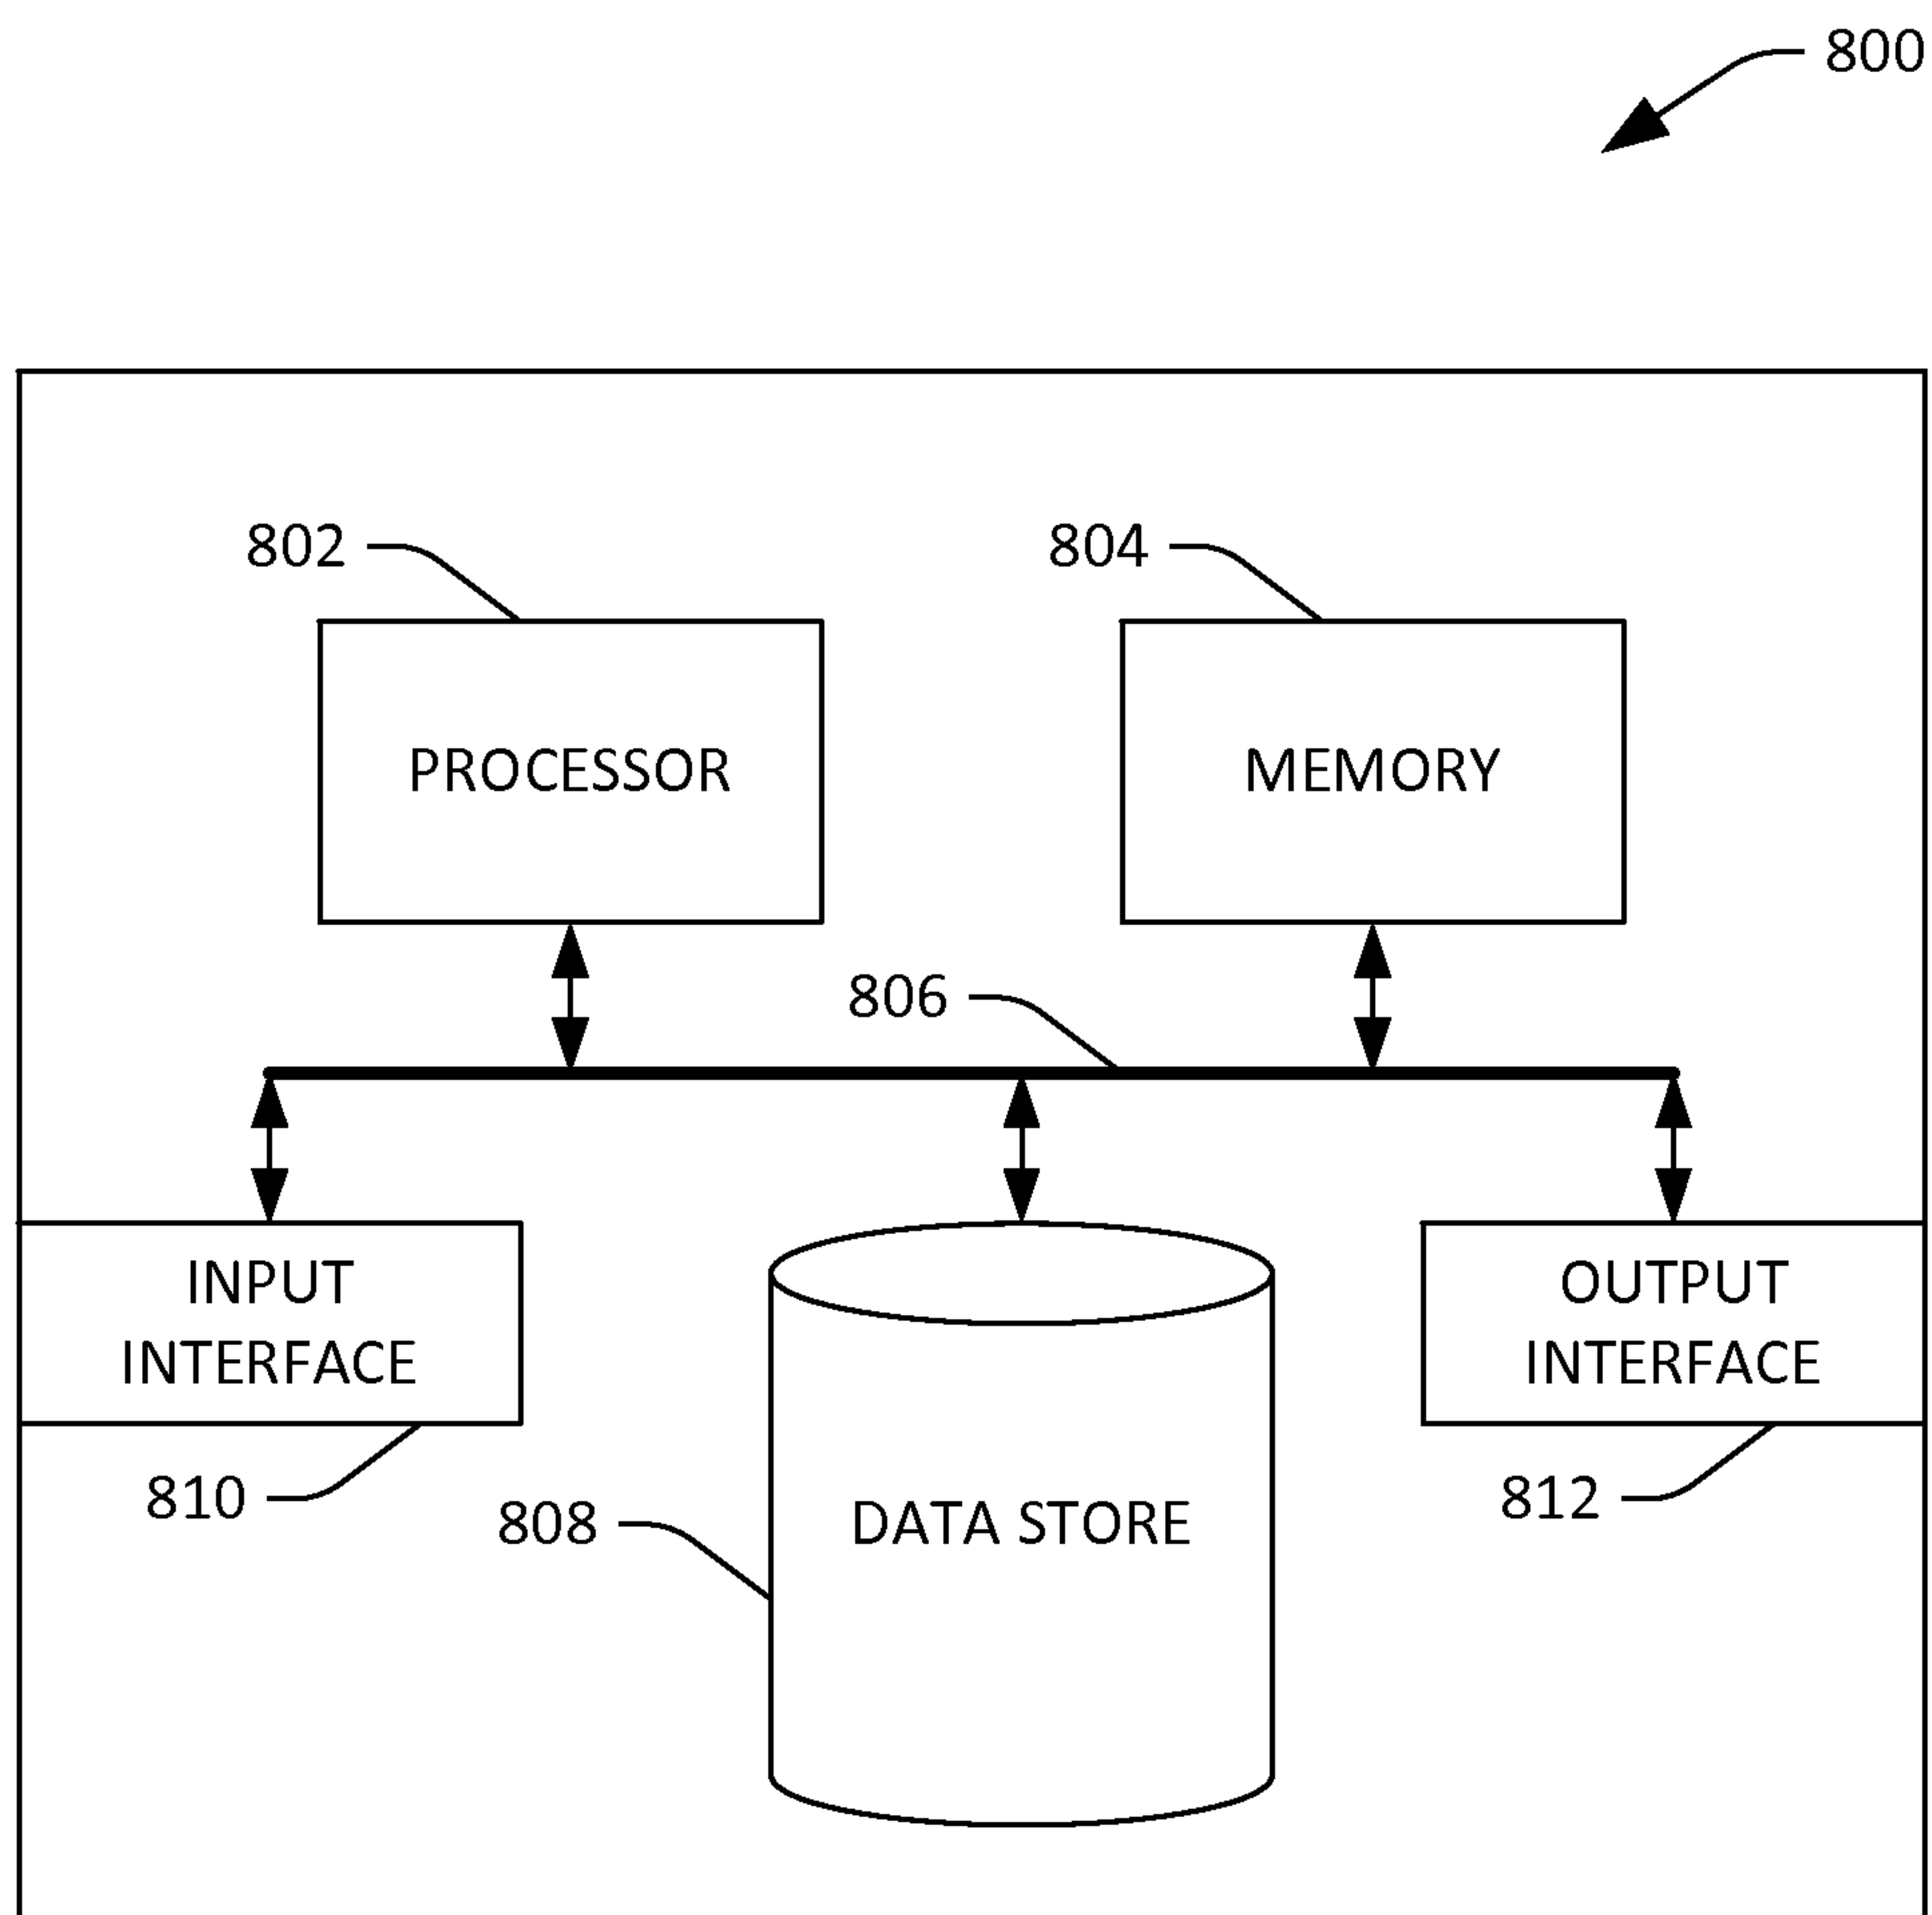 800
802
804
PROCESSOR
MEMORY
806
INPUT
INTERFACE
OUTPUT
INTERFACE
810
808
DATA STORE
812